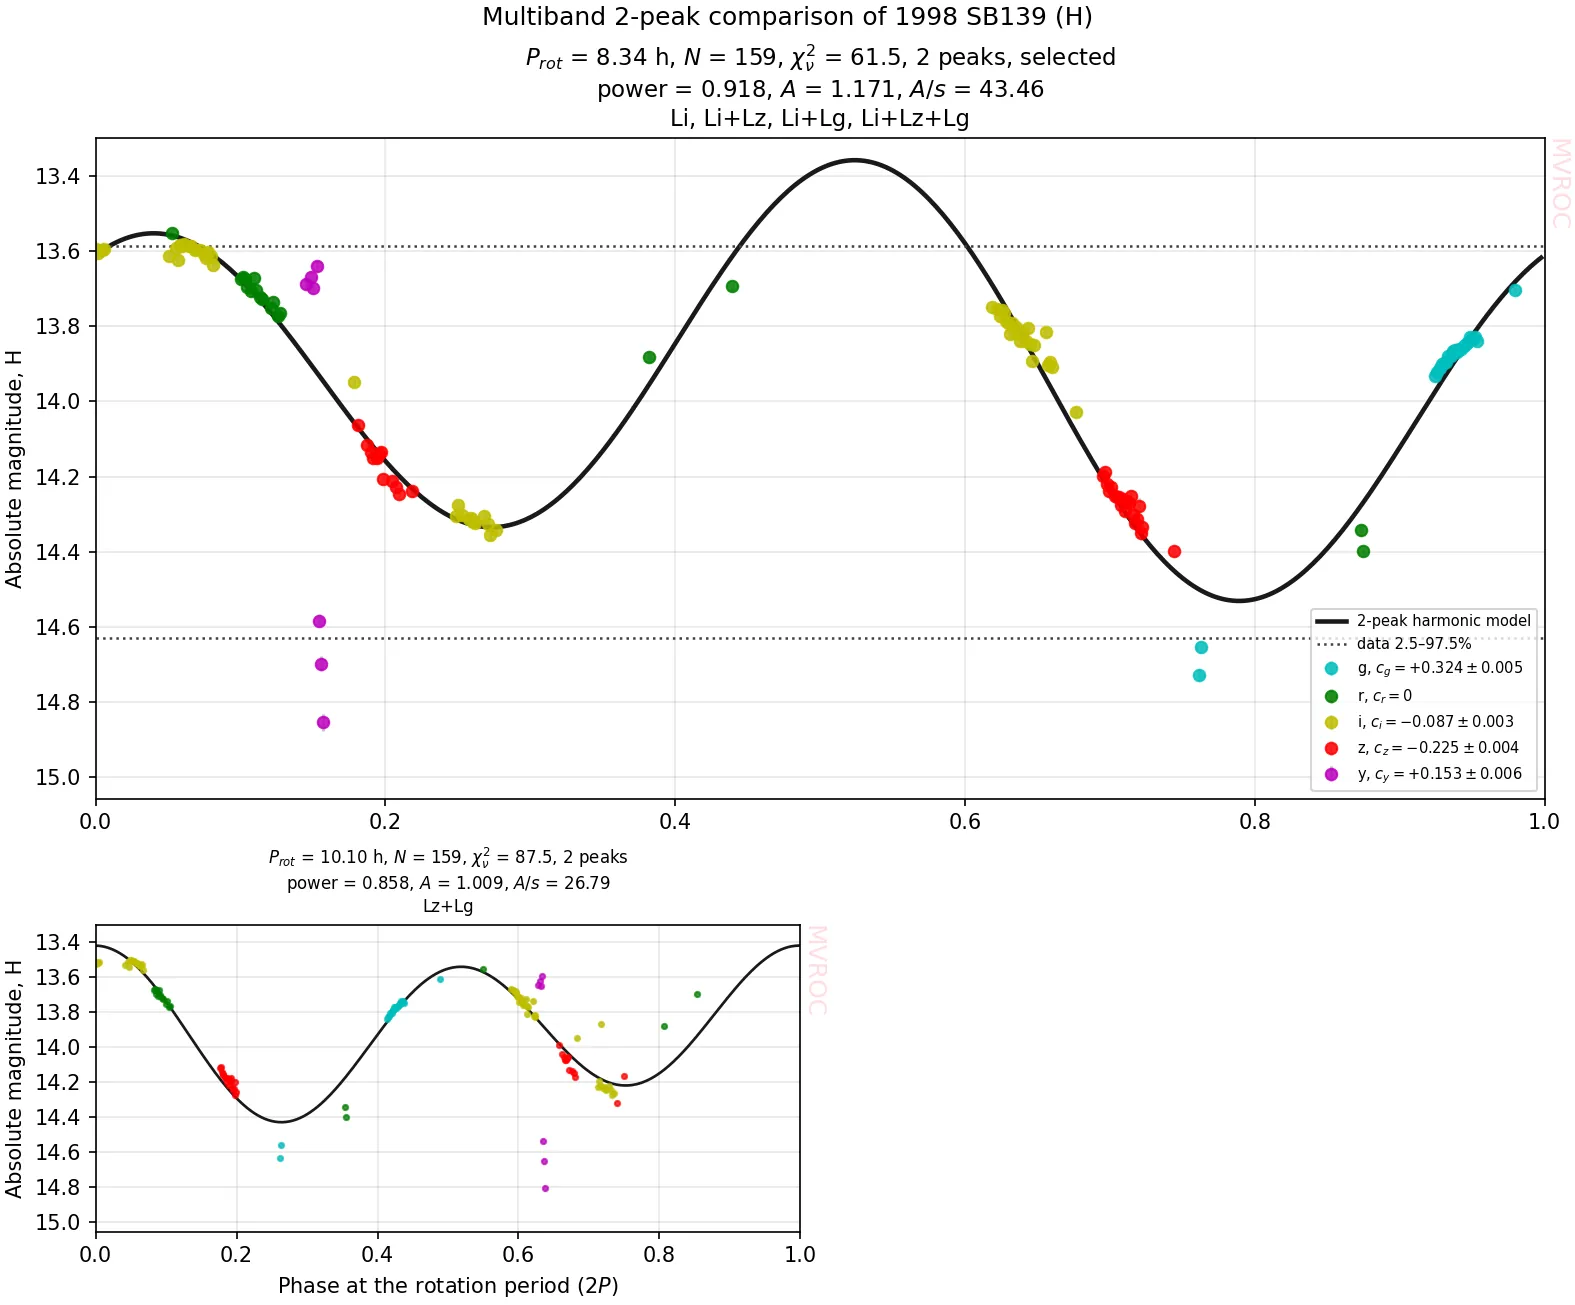 Multiband 2-peak comparison of 1998 SB139 (H)
P_rot = 8.34 h, N = 159, χ²_ν = 61.5, 2 peaks, selected
power = 0.918, A = 1.171, A/s = 43.46
Li, Li+Lz, Li+Lg, Li+Lz+Lg
MVROC
Absolute magnitude, H
13.4
13.6
13.8
14.0
14.2
14.4
14.6
14.8
15.0
2-peak harmonic model
data 2.5–97.5%
g, c_g = +0.324 ± 0.005
r, c_r = 0
i, c_i = −0.087 ± 0.003
z, c_z = −0.225 ± 0.004
y, c_y = +0.153 ± 0.006
0.0 0.2 0.4 0.6 0.8 1.0
P_rot = 10.10 h, N = 159, χ²_ν = 87.5, 2 peaks
power = 0.858, A = 1.009, A/s = 26.79
Lz+Lg
MVROC
Absolute magnitude, H
13.4
13.6
13.8
14.0
14.2
14.4
14.6
14.8
15.0
0.0 0.2 0.4 0.6 0.8 1.0
Phase at the rotation period (2P)